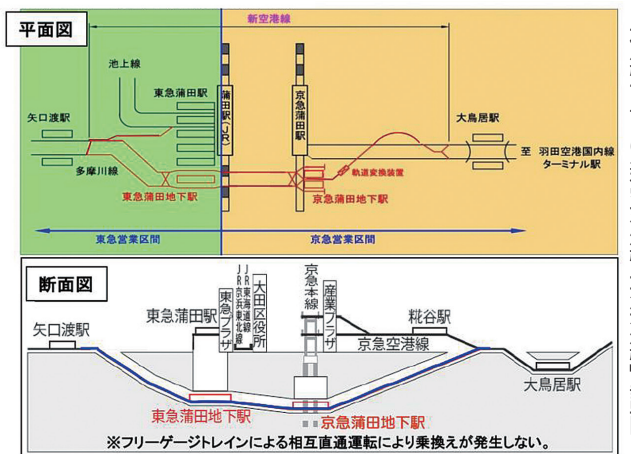 平面図
新空港線
池上線
東急蒲田駅
蒲田駅(JR)
京急蒲田駅
矢口渡駅
大鳥居駅
至 羽田空港国内線
ターミナル駅
多摩川線
軌道変換装置
東急蒲田地下駅
京急蒲田地下駅
東急営業区間
京急営業区間
断面図
矢口渡駅
東急蒲田駅
東急プラザ
JR東海道線
JR京浜東北線
大田区役所
京急本線
産業プラザ
糀谷駅
京急空港線
大鳥居駅
東急蒲田地下駅
京急蒲田地下駅
※フリーゲージトレインによる相互直通運転により乗換えが発生しない。